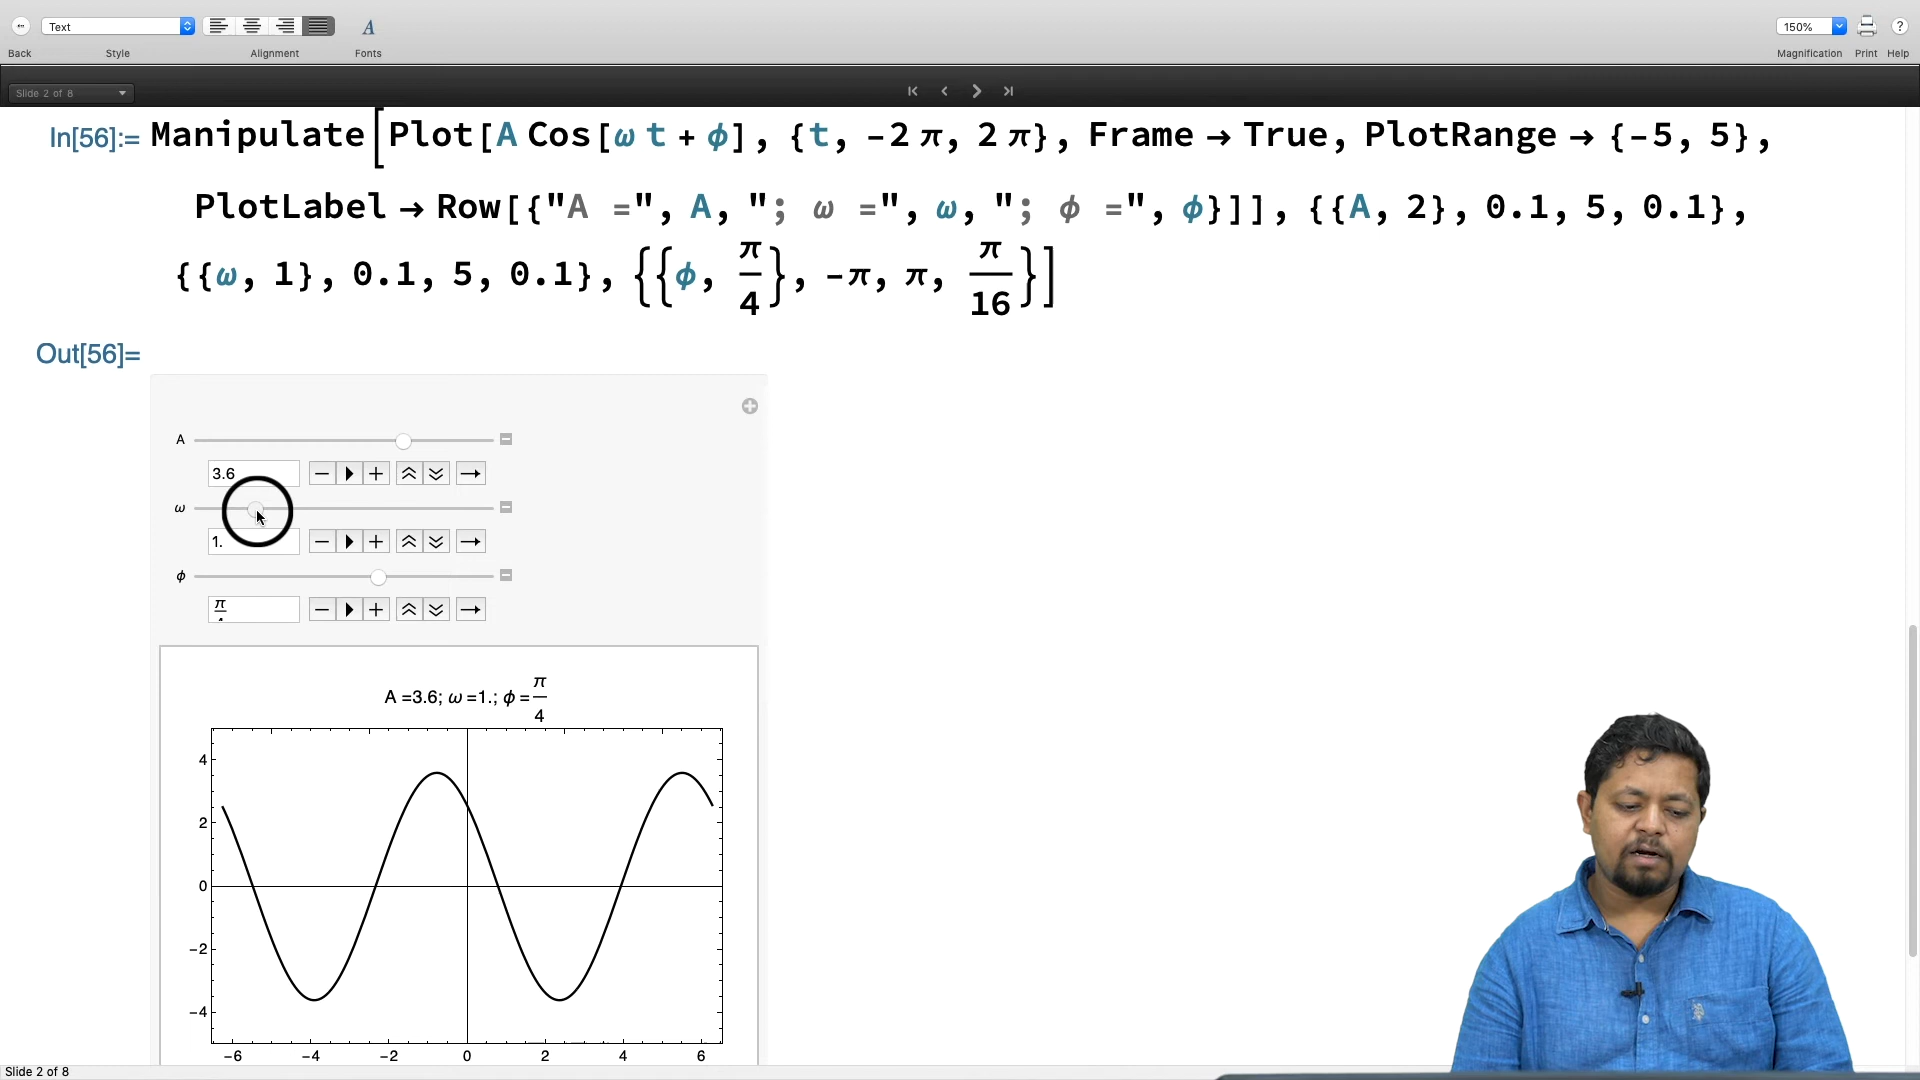 Text
150%
Back Style Alignment Fonts Magnification Print Help
Slide 2 of 8
In[56]:= Manipulate[Plot[A Cos[ω t + ϕ], {t, -2 π, 2 π}, Frame → True, PlotRange → {-5, 5},
PlotLabel → Row[{"A =", A, "; ω =", ω, "; ϕ =", ϕ}]], {{A, 2}, 0.1, 5, 0.1},
{{ω, 1}, 0.1, 5, 0.1}, {{ϕ, π/4}, -π, π, π/16}]
Out[56]=
A
3.6
ω
1.
ϕ
π
A =3.6; ω =1.; ϕ = π/4
4
2
0
-2
-4
-6 -4 -2 0 2 4 6
Slide 2 of 8